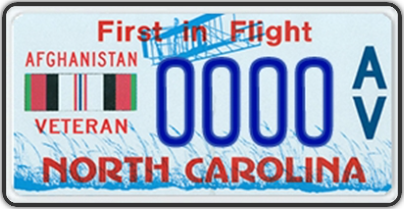 First in Flight
AFGHANISTAN
VETERAN
0000
AV
NORTH CAROLINA